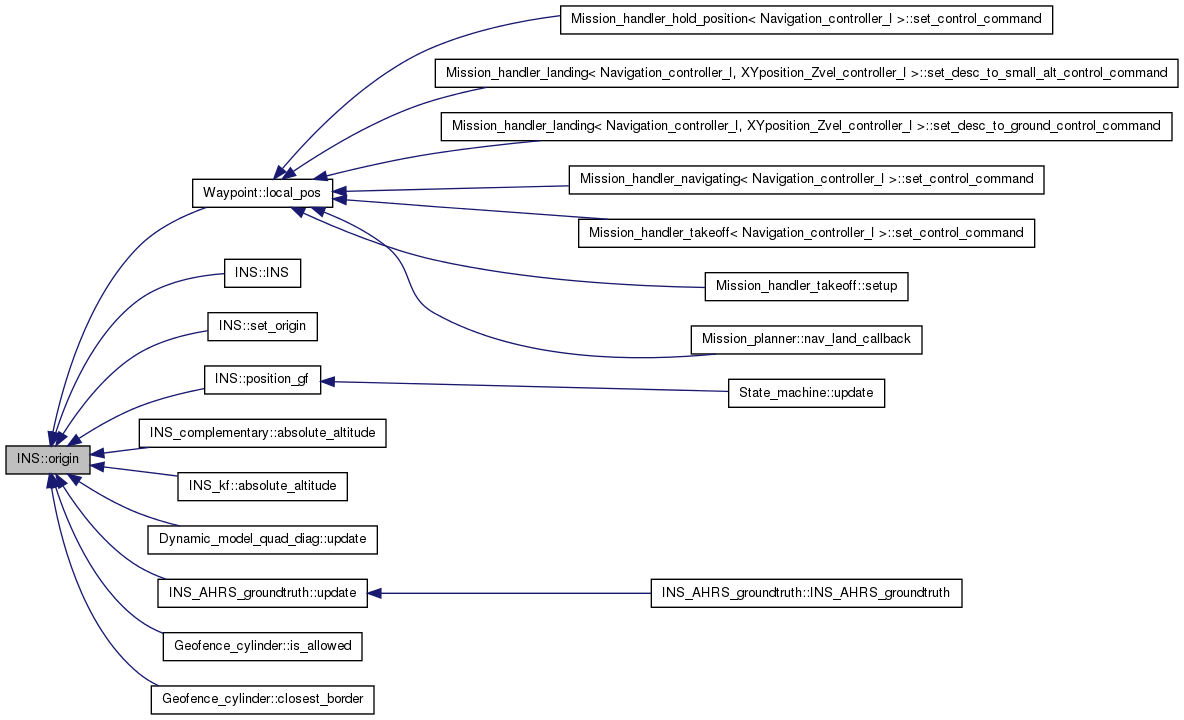 Mission_handler_hold_position< Navigation_controller_I >::set_control_command
Mission_handler_landing< Navigation_controller_I, XYposition_Zvel_controller_I >::set_desc_to_small_alt_control_command
Mission_handler_landing< Navigation_controller_I, XYposition_Zvel_controller_I >::set_desc_to_ground_control_command
Mission_handler_navigating< Navigation_controller_I >::set_control_command
Waypoint::local_pos
Mission_handler_takeoff< Navigation_controller_I >::set_control_command
INS::INS
Mission_handler_takeoff::setup
INS::set_origin
Mission_planner::nav_land_callback
INS::position_gf
State_machine::update
INS_complementary::absolute_altitude
INS::origin
INS_kf::absolute_altitude
Dynamic_model_quad_diag::update
INS_AHRS_groundtruth::update
INS_AHRS_groundtruth::INS_AHRS_groundtruth
Geofence_cylinder::is_allowed
Geofence_cylinder::closest_border